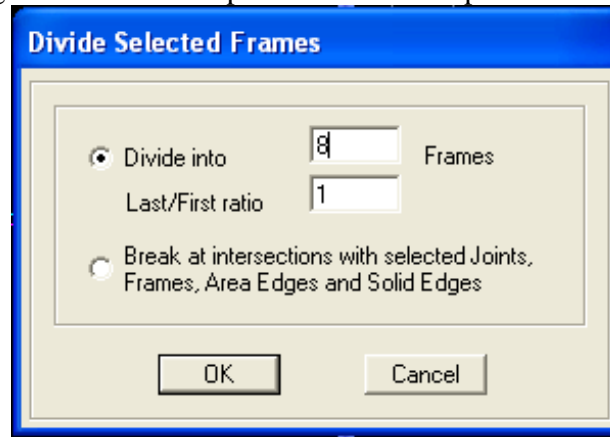 Divide Selected Frames
Divide into 8 Frames
Last/First ratio 1
Break at intersections with selected Joints,
Frames, Area Edges and Solid Edges
OK Cancel